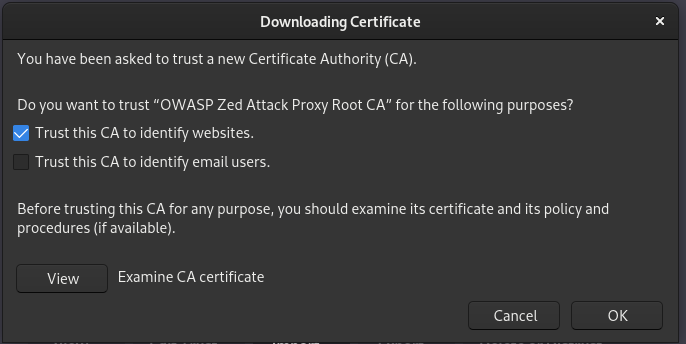 Downloading Certificate
You have been asked to trust a new Certificate Authority (CA).
Do you want to trust “OWASP Zed Attack Proxy Root CA” for the following purposes?
Trust this CA to identify websites.
Trust this CA to identify email users.
Before trusting this CA for any purpose, you should examine its certificate and its policy and
procedures (if available).
View Examine CA certificate
Cancel OK